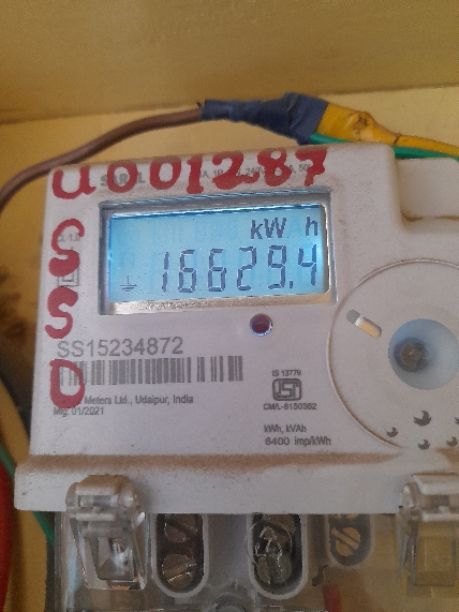 U001287
kW h
16629.4
S
S
D
SS15234872
Meters Ltd., Udaipur, India
Mfg. 01/2021
IS 13779
CM/L-8150362
kWh, kVAh
6400 imp/kWh